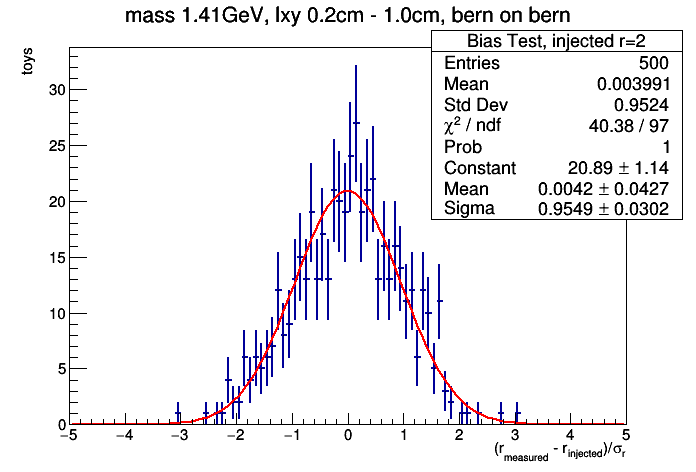 mass 1.41GeV, lxy 0.2cm - 1.0cm, bern on bern
Bias Test, injected r=2
Entries 500
Mean 0.003991
Std Dev 0.9524
χ² / ndf 40.38 / 97
Prob 1
Constant 20.89 ± 1.14
Mean 0.0042 ± 0.0427
Sigma 0.9549 ± 0.0302
toys
30
25
20
15
10
5
0
−5 −4 −3 −2 −1 0 1 2 3 4 5
(r_measured - r_injected)/σ_r